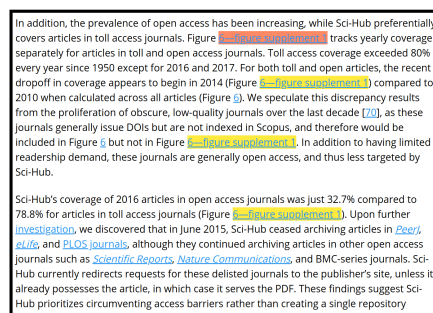 In addition, the prevalence of open access has been increasing, while Sci-Hub preferentially
covers articles in toll access journals. Figure 6—figure supplement 1 tracks yearly coverage
separately for articles in toll and open access journals. Toll access coverage exceeded 80%
every year since 1950 except for 2016 and 2017. For both toll and open articles, the recent
dropoff in coverage appears to begin in 2014 (Figure 6—figure supplement 1) compared to
2010 when calculated across all articles (Figure 6). We speculate this discrepancy results
from the proliferation of obscure, low-quality journals over the last decade [70], as these
journals generally issue DOIs but are not indexed in Scopus, and therefore would be
included in Figure 6 but not in Figure 6—figure supplement 1. In addition to having limited
readership demand, these journals are generally open access, and thus less targeted by
Sci-Hub.
Sci-Hub's coverage of 2016 articles in open access journals was just 32.7% compared to
78.8% for articles in toll access journals (Figure 6—figure supplement 1). Upon further
investigation, we discovered that in June 2015, Sci-Hub ceased archiving articles in PeerJ,
eLife, and PLOS journals, although they continued archiving articles in other open access
journals such as Scientific Reports, Nature Communications, and BMC-series journals. Sci-
Hub currently redirects requests for these delisted journals to the publisher's site, unless it
already possesses the article, in which case it serves the PDF. These findings suggest Sci-
Hub prioritizes circumventing access barriers rather than creating a single repository